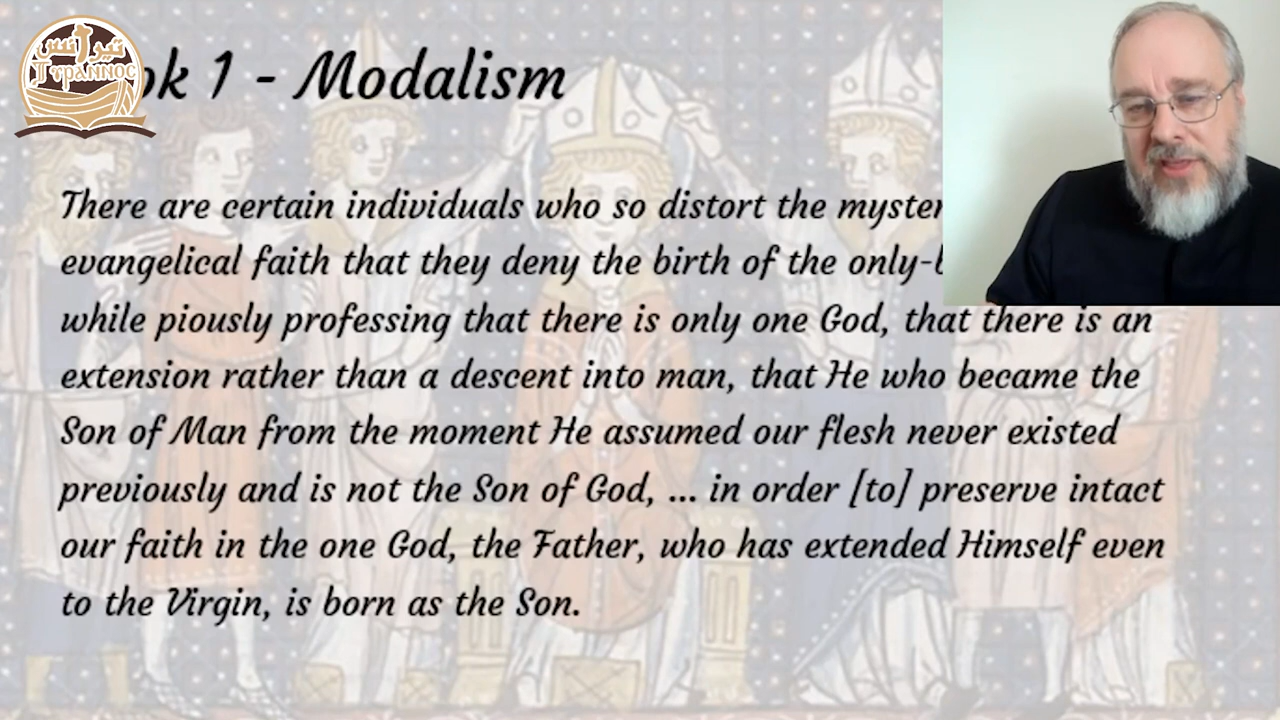 تيرانس
Тγραννος
ok 1 - Modalism
There are certain individuals who so distort the myster
evangelical faith that they deny the birth of the only-
while piously professing that there is only one God, that there is an
extension rather than a descent into man, that He who became the
Son of Man from the moment He assumed our flesh never existed
previously and is not the Son of God, ... in order [to] preserve intact
our faith in the one God, the Father, who has extended Himself even
to the Virgin, is born as the Son.